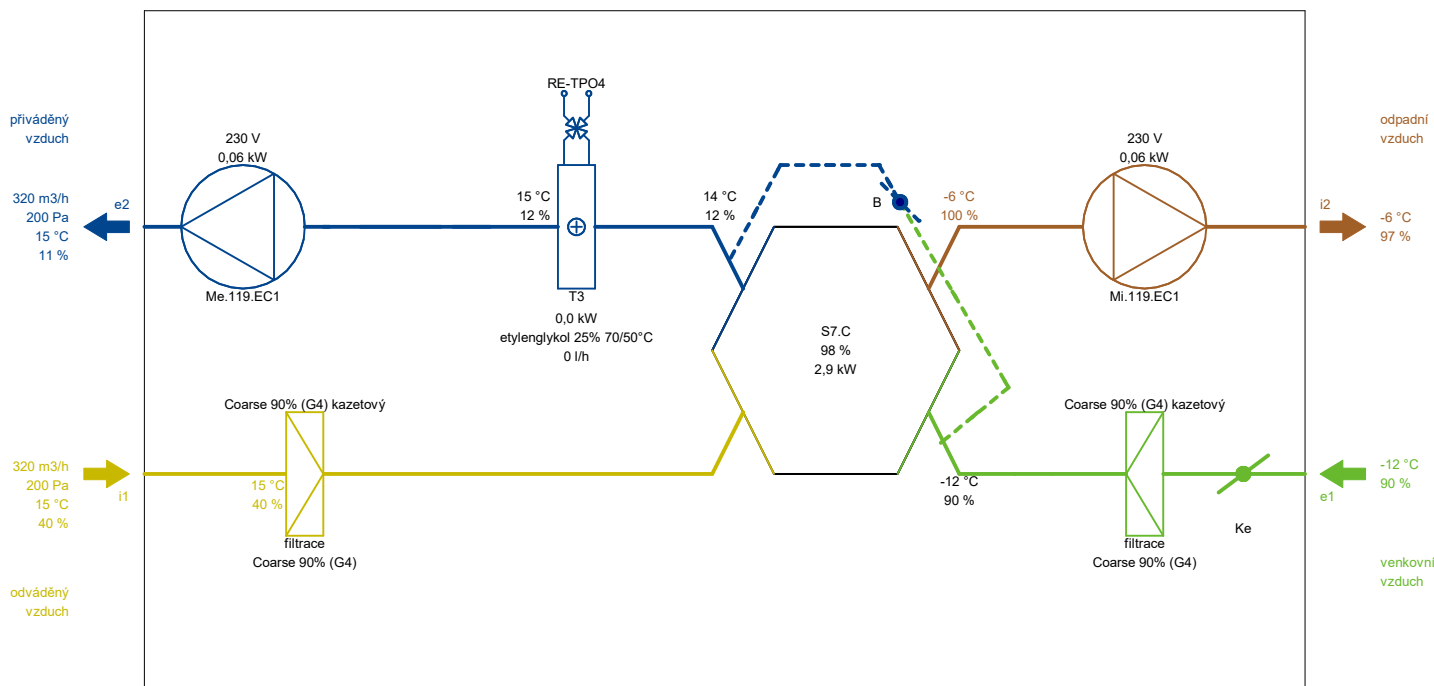 RE-TPO4
přiváděný
vzduch
230 V
0,06 kW
320 m3/h
200 Pa
15 °C
11 %
e2
Me.119.EC1
15 °C
12 %
T3
0,0 kW
etylenglykol 25% 70/50°C
0 l/h
14 °C
12 %
B
-6 °C
100 %
230 V
0,06 kW
Mi.119.EC1
odpadní
vzduch
i2
-6 °C
97 %
S7.C
98 %
2,9 kW
Coarse 90% (G4) kazetový
320 m3/h
200 Pa
15 °C
40 %
i1
15 °C
40 %
filtrace
Coarse 90% (G4)
odváděný
vzduch
Coarse 90% (G4) kazetový
-12 °C
90 %
filtrace
Coarse 90% (G4)
Ke
-12 °C
90 %
e1
venkovní
vzduch